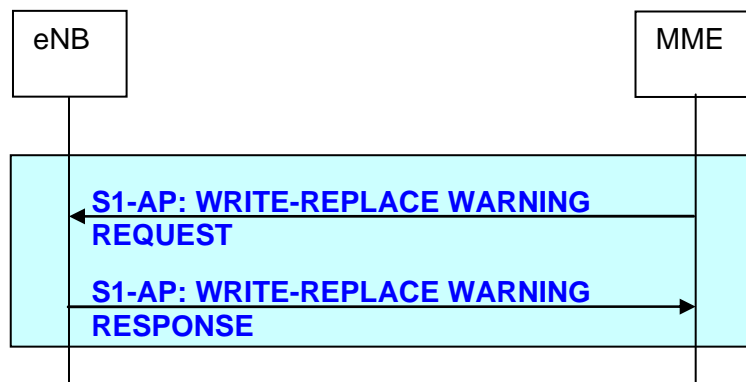 eNB
MME
S1-AP: WRITE-REPLACE WARNING
REQUEST
S1-AP: WRITE-REPLACE WARNING
RESPONSE